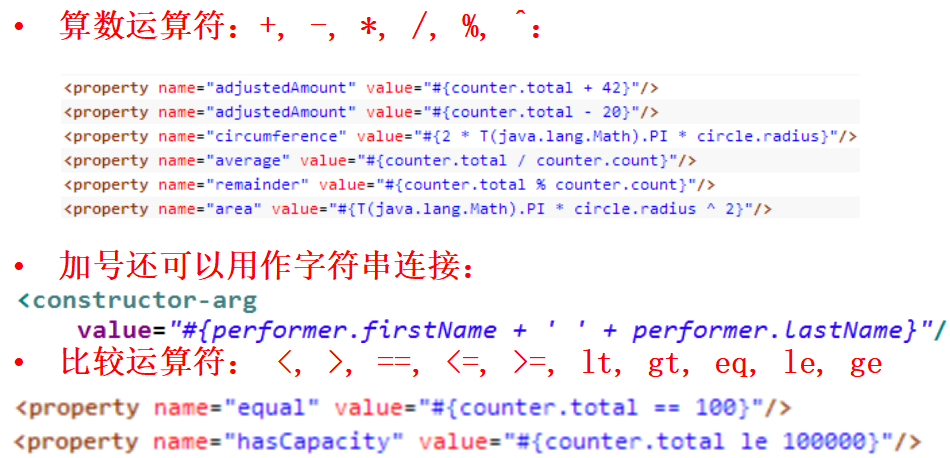 • 算数运算符：+, -, *, /, %, ^：
<property name="adjustedAmount" value="#{counter.total + 42}"/>
<property name="adjustedAmount" value="#{counter.total - 20}"/>
<property name="circumference" value="#{2 * T(java.lang.Math).PI * circle.radius}"/>
<property name="average" value="#{counter.total / counter.count}"/>
<property name="remainder" value="#{counter.total % counter.count}"/>
<property name="area" value="#{T(java.lang.Math).PI * circle.radius ^ 2}"/>
• 加号还可以用作字符串连接：
<constructor-arg
value="#{performer.firstName + ' ' + performer.lastName}"/
• 比较运算符： <, >, ==, <=, >=, lt, gt, eq, le, ge
<property name="equal" value="#{counter.total == 100}"/>
<property name="hasCapacity" value="#{counter.total le 100000}"/>